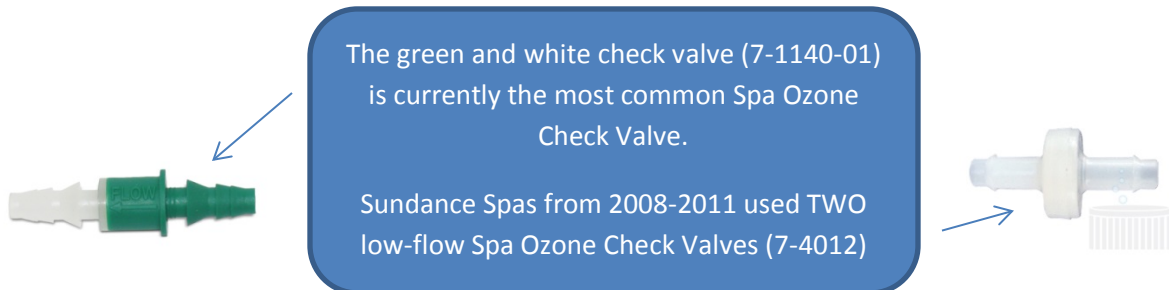 The green and white check valve (7-1140-01)
is currently the most common Spa Ozone
Check Valve.
Sundance Spas from 2008-2011 used TWO
low-flow Spa Ozone Check Valves (7-4012)
FLOW